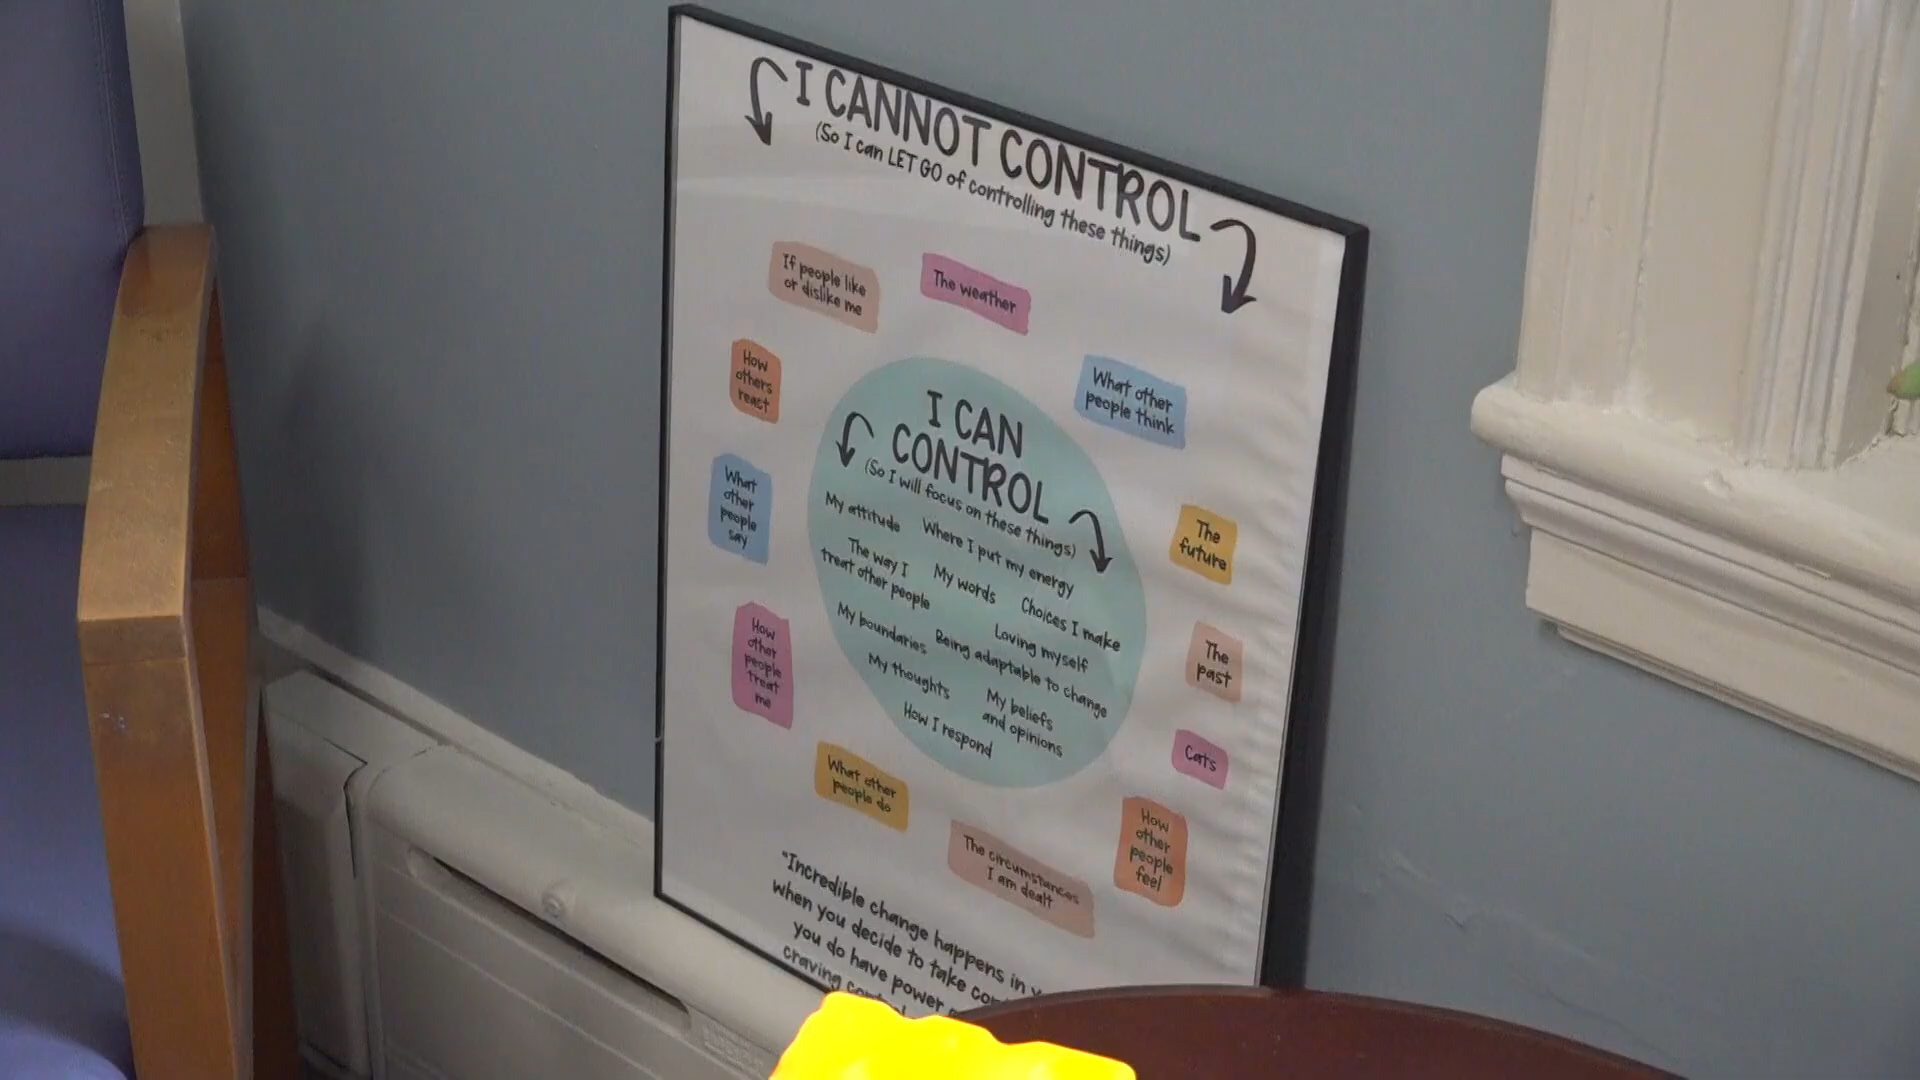 I CANNOT CONTROL
(So I can LET GO of controlling these things)
If people like
or dislike me
The weather
How
others
react
What other
people think
I CAN
CONTROL
(So I will focus on these things)
What
other
people
say
My attitude
Where I put my energy
The
future
The way I
treat other people
My words
Choices I make
How
other
people
treat
me
My boundaries
Loving myself
Being adaptable to change
The
past
My thoughts
My beliefs
and opinions
How I respond
Cats
What other
people do
How
other
people
feel
The circumstances
I am dealt
"Incredible change happens in
when you decide to take
you do have power
craving